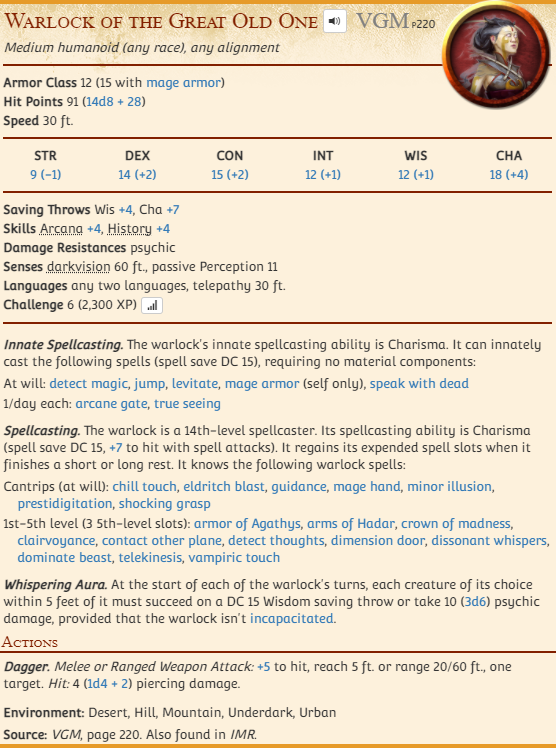 Warlock of the Great Old One VGM P220
Medium humanoid (any race), any alignment
Armor Class 12 (15 with mage armor)
Hit Points 91 (14d8 + 28)
Speed 30 ft.
STR DEX CON INT WIS CHA
9 (−1) 14 (+2) 15 (+2) 12 (+1) 12 (+1) 18 (+4)
Saving Throws Wis +4, Cha +7
Skills Arcana +4, History +4
Damage Resistances psychic
Senses darkvision 60 ft., passive Perception 11
Languages any two languages, telepathy 30 ft.
Challenge 6 (2,300 XP)
Innate Spellcasting. The warlock's innate spellcasting ability is Charisma. It can innately
cast the following spells (spell save DC 15), requiring no material components:
At will: detect magic, jump, levitate, mage armor (self only), speak with dead
1/day each: arcane gate, true seeing
Spellcasting. The warlock is a 14th-level spellcaster. Its spellcasting ability is Charisma
(spell save DC 15, +7 to hit with spell attacks). It regains its expended spell slots when it
finishes a short or long rest. It knows the following warlock spells:
Cantrips (at will): chill touch, eldritch blast, guidance, mage hand, minor illusion,
prestidigitation, shocking grasp
1st–5th level (3 5th-level slots): armor of Agathys, arms of Hadar, crown of madness,
clairvoyance, contact other plane, detect thoughts, dimension door, dissonant whispers,
dominate beast, telekinesis, vampiric touch
Whispering Aura. At the start of each of the warlock's turns, each creature of its choice
within 5 feet of it must succeed on a DC 15 Wisdom saving throw or take 10 (3d6) psychic
damage, provided that the warlock isn't incapacitated.
Actions
Dagger. Melee or Ranged Weapon Attack: +5 to hit, reach 5 ft. or range 20/60 ft., one
target. Hit: 4 (1d4 + 2) piercing damage.
Environment: Desert, Hill, Mountain, Underdark, Urban
Source: VGM, page 220. Also found in IMR.